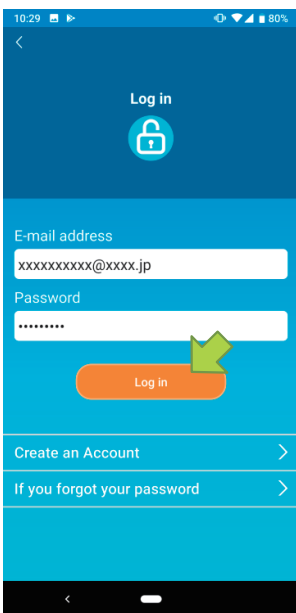 10:29 80%
Log in
E-mail address
xxxxxxxxxx@xxxx.jp
Password
•••••••••
Log in
Create an Account
If you forgot your password